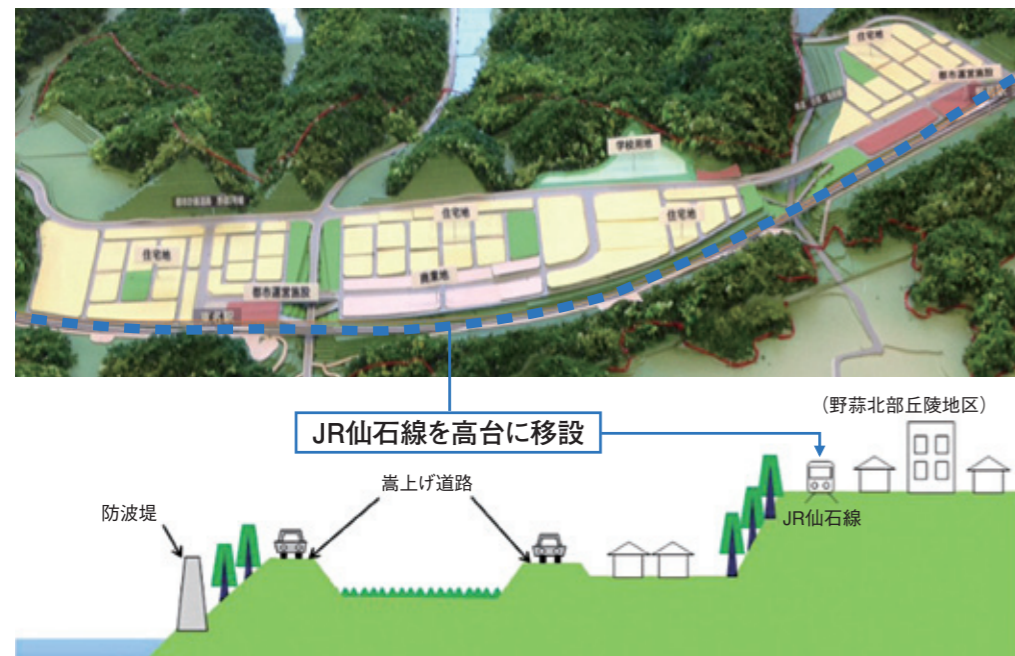 住宅地
都市運営施設
学校用地
住宅地
住宅地
住宅地
商業地
都市運営施設
JR仙石線を高台に移設
（野蒜北部丘陵地区）
嵩上げ道路
防波堤
JR仙石線